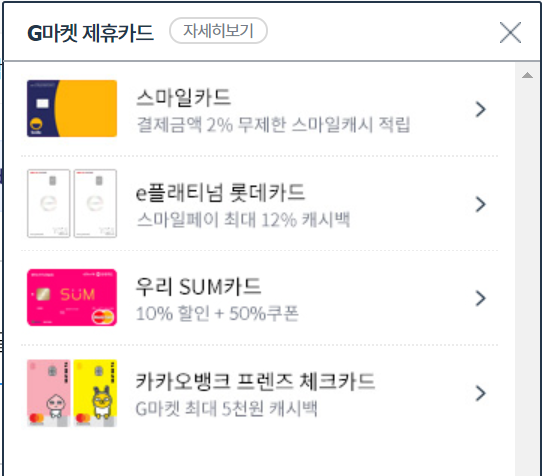 G마켓 제휴카드 자세히보기
스마일카드
결제금액 2% 무제한 스마일캐시 적립
e플래티넘 롯데카드
스마일페이 최대 12% 캐시백
우리 SUM카드
SUM
10% 할인 + 50%쿠폰
카카오뱅크 프렌즈 체크카드
G마켓 최대 5천원 캐시백